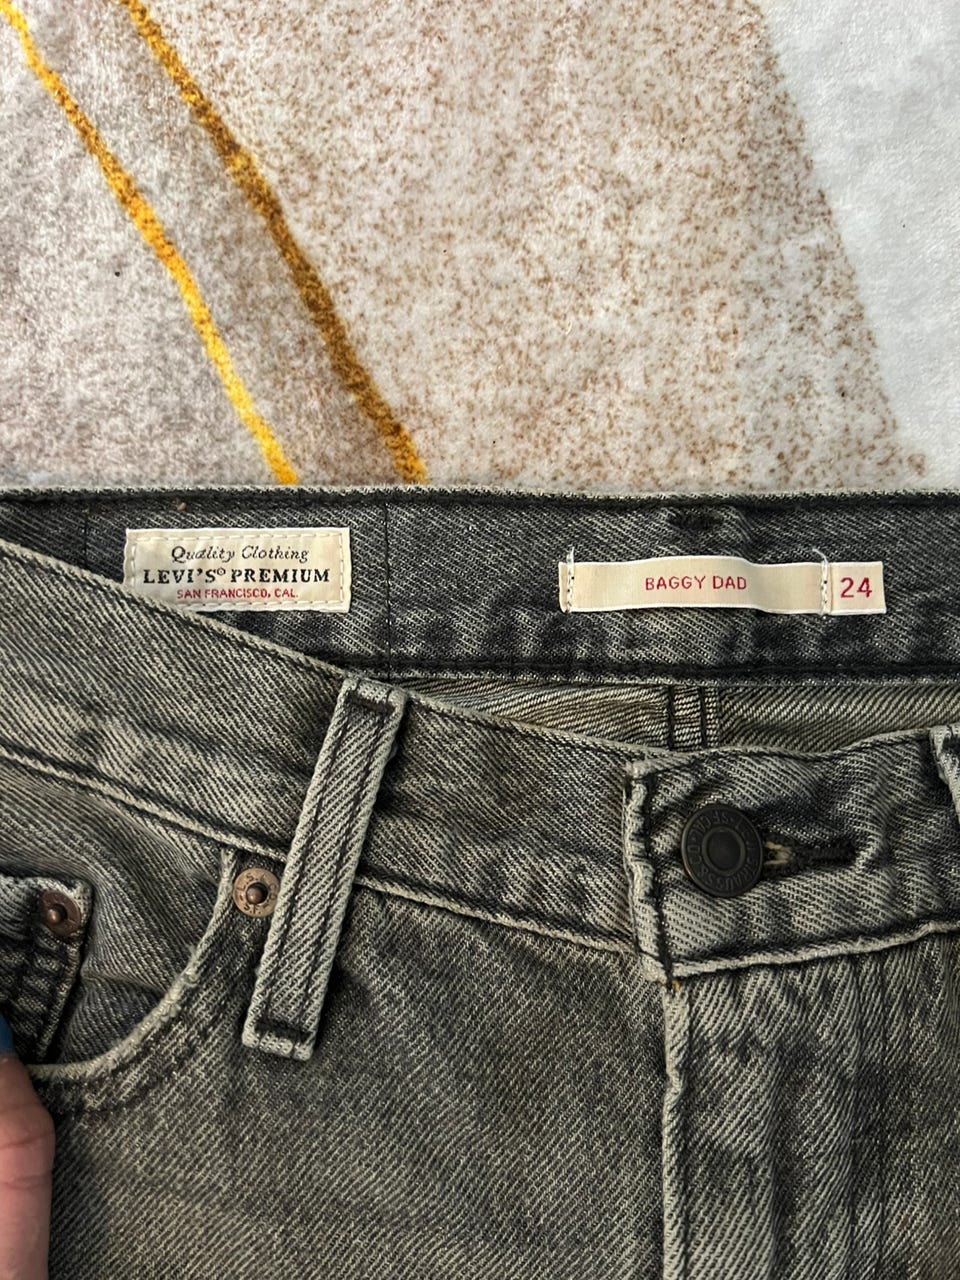 Quality Clothing
LEVI'S® PREMIUM
SAN FRANCISCO, CAL.
BAGGY DAD
24